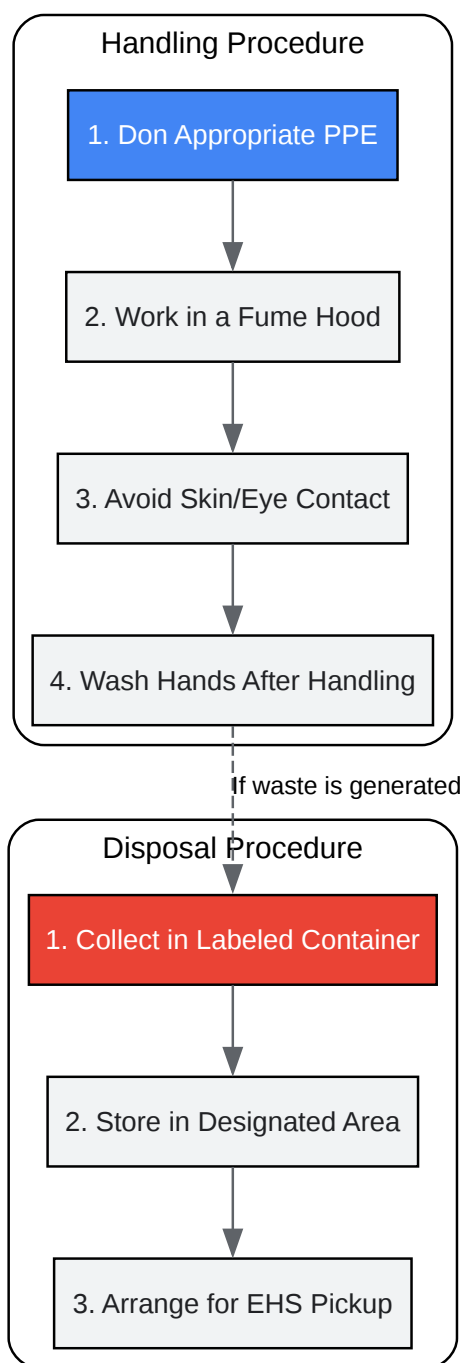 Handling Procedure
1. Don Appropriate PPE
2. Work in a Fume Hood
3. Avoid Skin/Eye Contact
4. Wash Hands After Handling
If waste is generated
Disposal Procedure
1. Collect in Labeled Container
2. Store in Designated Area
3. Arrange for EHS Pickup